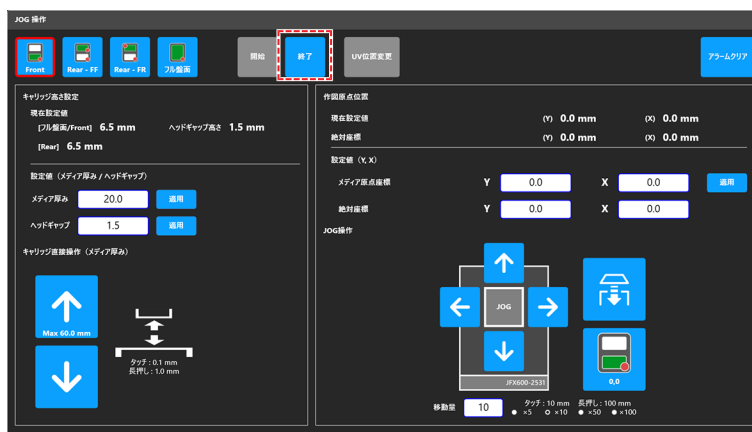 JOG 操作
Front
Rear - FF
Rear - FR
フル盤面
開始
終了
UV位置変更
アラームクリア
キャリッジ高さ設定
現在設定値
[フル盤面/Front] 6.5 mm ヘッドギャップ高さ 1.5 mm
[Rear] 6.5 mm
設定値（メディア厚み / ヘッドギャップ）
メディア厚み 20.0 適用
ヘッドギャップ 1.5 適用
キャリッジ直接操作（メディア厚み）
Max 60.0 mm
タッチ : 0.1 mm
長押し : 1.0 mm
作図原点位置
現在設定値 (Y) 0.0 mm (X) 0.0 mm
絶対座標 (Y) 0.0 mm (X) 0.0 mm
設定値（Y, X）
メディア原点座標 Y 0.0 X 0.0 適用
絶対座標 Y 0.0 X 0.0
JOG操作
JOG
JFX600-2531
0,0
移動量 10 タッチ : 10 mm 長押し : 100 mm
×5 ×10 ×50 ×100